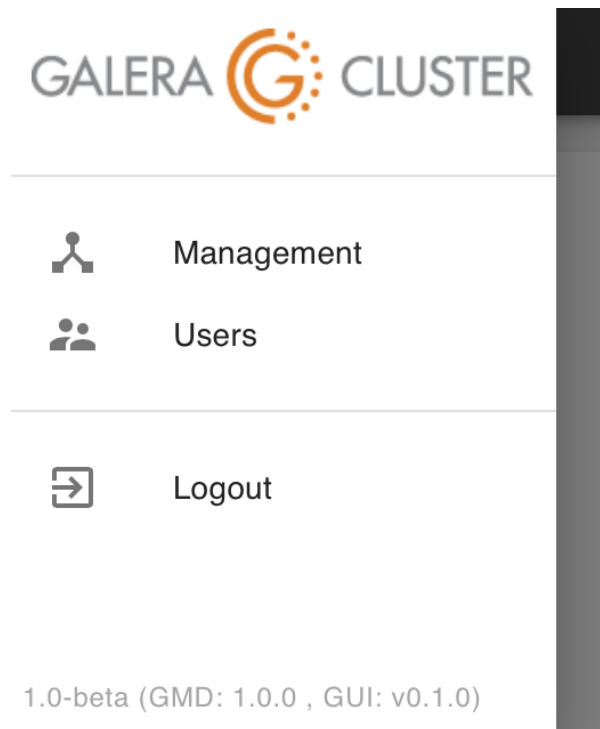 GALERA G CLUSTER
Management
Users
Logout
1.0-beta (GMD: 1.0.0 , GUI: v0.1.0)